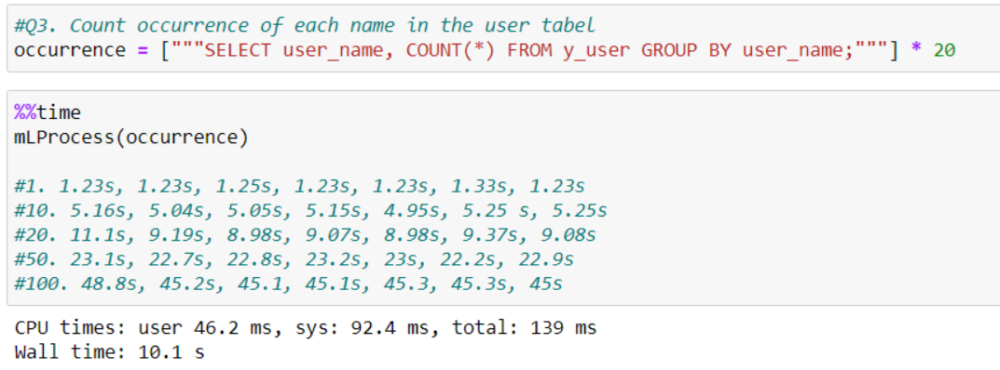 #Q3. Count occurrence of each name in the user tabel
occurrence = ["""SELECT user_name, COUNT(*) FROM y_user GROUP BY user_name;"""] * 20
%%time
mLProcess(occurrence)
#1. 1.23s, 1.23s, 1.25s, 1.23s, 1.23s, 1.33s, 1.23s
#10. 5.16s, 5.04s, 5.05s, 5.15s, 4.95s, 5.25 s, 5.25s
#20. 11.1s, 9.19s, 8.98s, 9.07s, 8.98s, 9.37s, 9.08s
#50. 23.1s, 22.7s, 22.8s, 23.2s, 23s, 22.2s, 22.9s
#100. 48.8s, 45.2s, 45.1, 45.1s, 45.3, 45.3s, 45s
CPU times: user 46.2 ms, sys: 92.4 ms, total: 139 ms
Wall time: 10.1 s